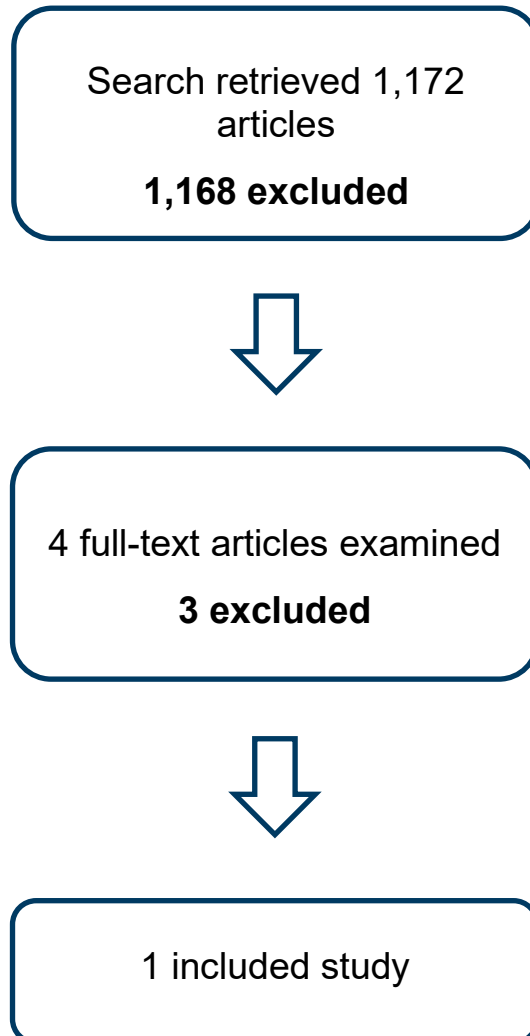 Search retrieved 1,172
articles
1,168 excluded
4 full-text articles examined
3 excluded
1 included study